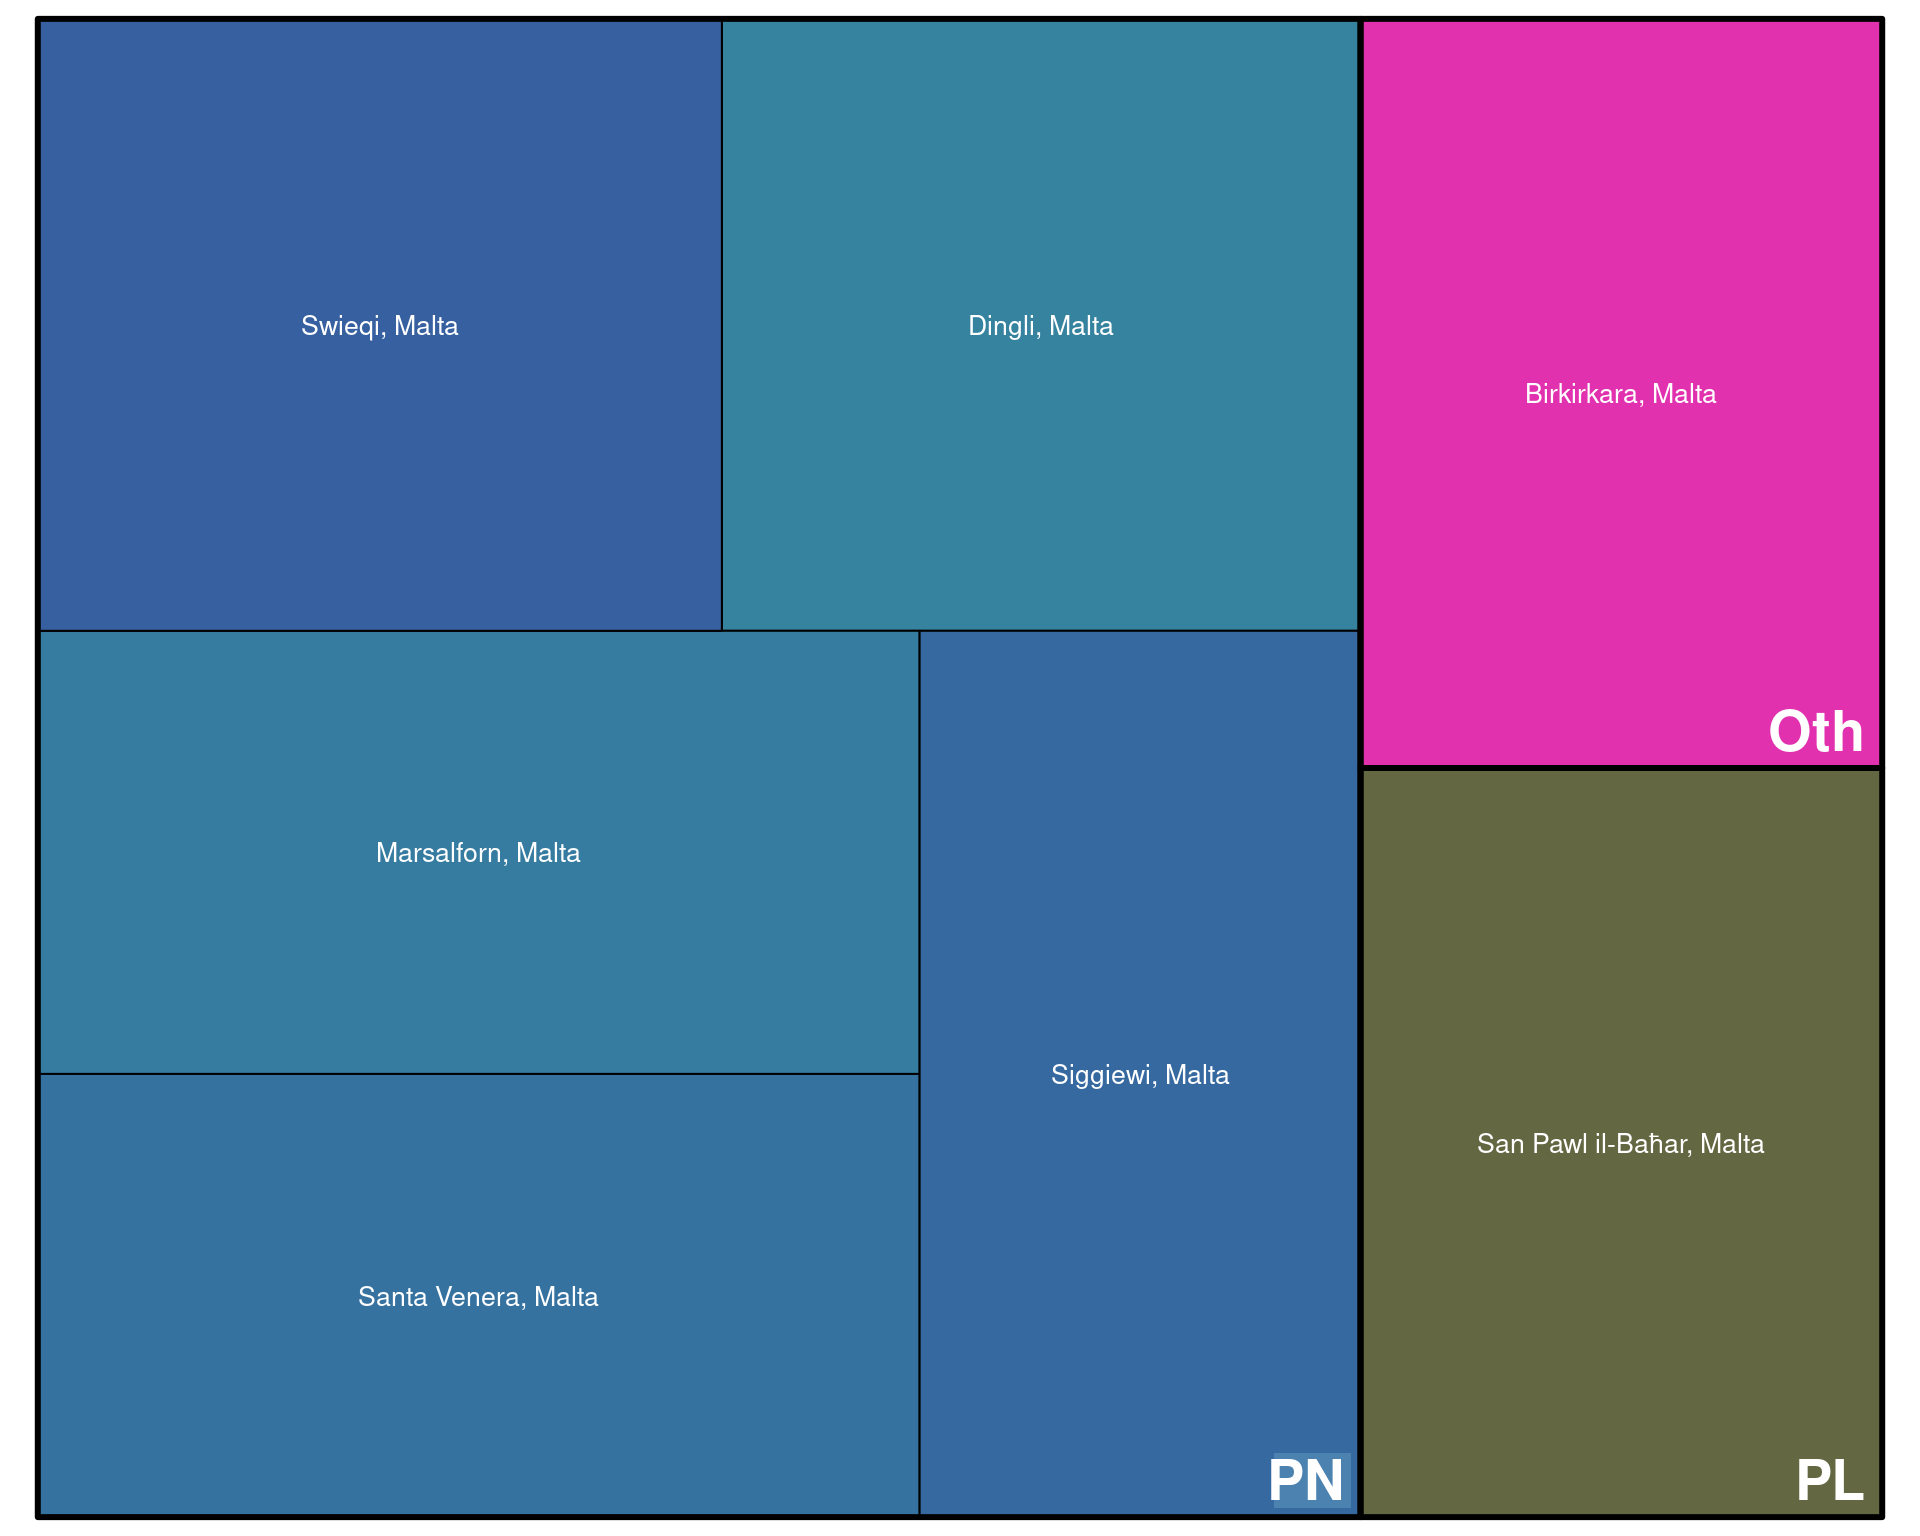 Swieqi, Malta
Dingli, Malta
Birkirkara, Malta
Oth
Marsalforn, Malta
Siggiewi, Malta
San Pawl il-Baħar, Malta
Santa Venera, Malta
PN
PL